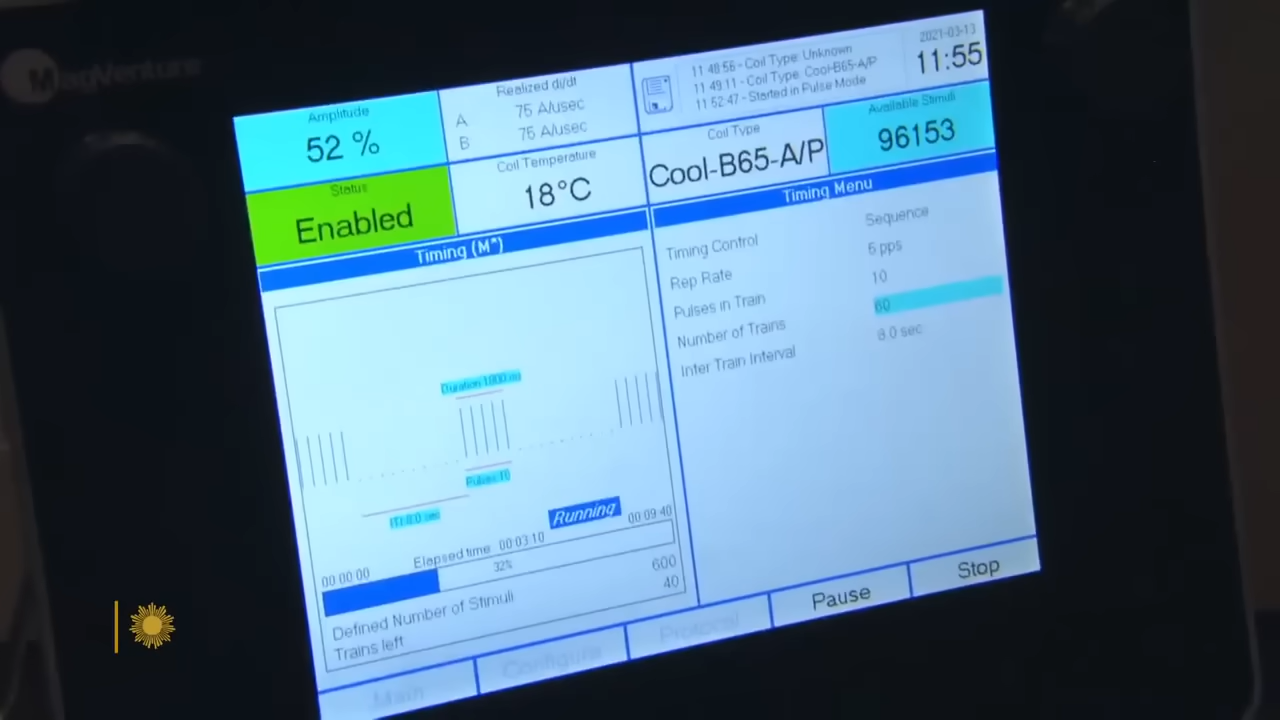 MagVenture
Amplitude
52 %
Realized di/dt
A 75 A/usec
B 75 A/usec
11:48:56 - Coil Type: Unknown
11:49:11 - Coil Type: Cool-B65-A/P
11:52:47 - Started in Pulse Mode
2021-03-13
11:55
Status
Enabled
Coil Temperature
18°C
Coil Type
Cool-B65-A/P
Available Stimuli
96153
Timing (M*)
Duration 1800 ms
Pulses 10
ITI 8.0 sec
Running
Elapsed time: 00:03:10
00:00:00
00:09:40
32%
Defined Number of Stimuli 600
Trains left 40
Timing Menu
Timing Control Sequence
Rep Rate 5 pps
Pulses in Train 10
Number of Trains 60
Inter Train Interval 8.0 sec
Main
Configure
Protocol
Pause
Stop